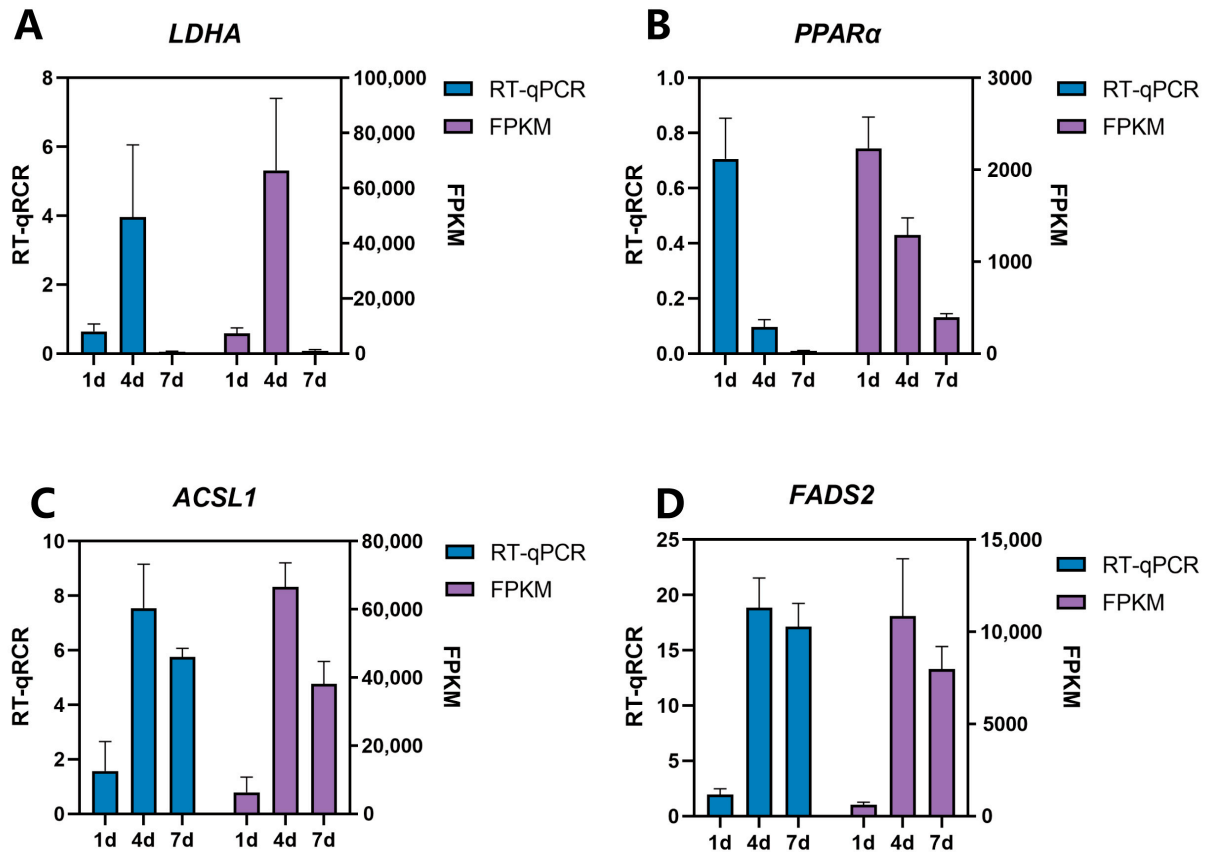 A
LDHA
RT-qRCR
8
6
4
2
0
100,000
80,000
60,000
40,000
20,000
0
FPKM
RT-qPCR
FPKM
1d 4d 7d 1d 4d 7d
B
PPARα
RT-qRCR
1.0
0.8
0.6
0.4
0.2
0.0
3000
2000
1000
0
FPKM
RT-qPCR
FPKM
1d 4d 7d 1d 4d 7d
C
ACSL1
RT-qRCR
10
8
6
4
2
0
80,000
60,000
40,000
20,000
0
FPKM
RT-qPCR
FPKM
1d 4d 7d 1d 4d 7d
D
FADS2
RT-qRCR
25
20
15
10
5
0
15,000
10,000
5000
0
FPKM
RT-qPCR
FPKM
1d 4d 7d 1d 4d 7d